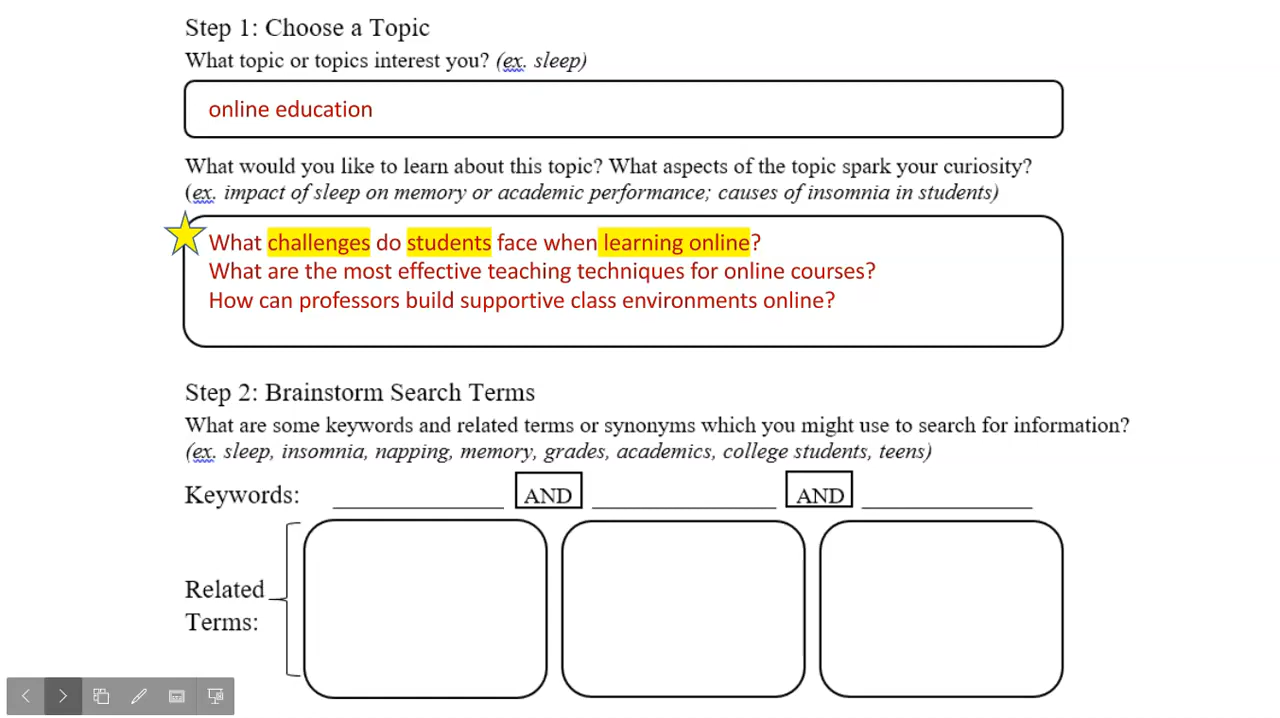 Step 1: Choose a Topic
What topic or topics interest you? (ex. sleep)
online education
What would you like to learn about this topic? What aspects of the topic spark your curiosity?
(ex. impact of sleep on memory or academic performance; causes of insomnia in students)
What challenges do students face when learning online?
What are the most effective teaching techniques for online courses?
How can professors build supportive class environments online?
Step 2: Brainstorm Search Terms
What are some keywords and related terms or synonyms which you might use to search for information?
(ex. sleep, insomnia, napping, memory, grades, academics, college students, teens)
Keywords: AND AND
Related
Terms: